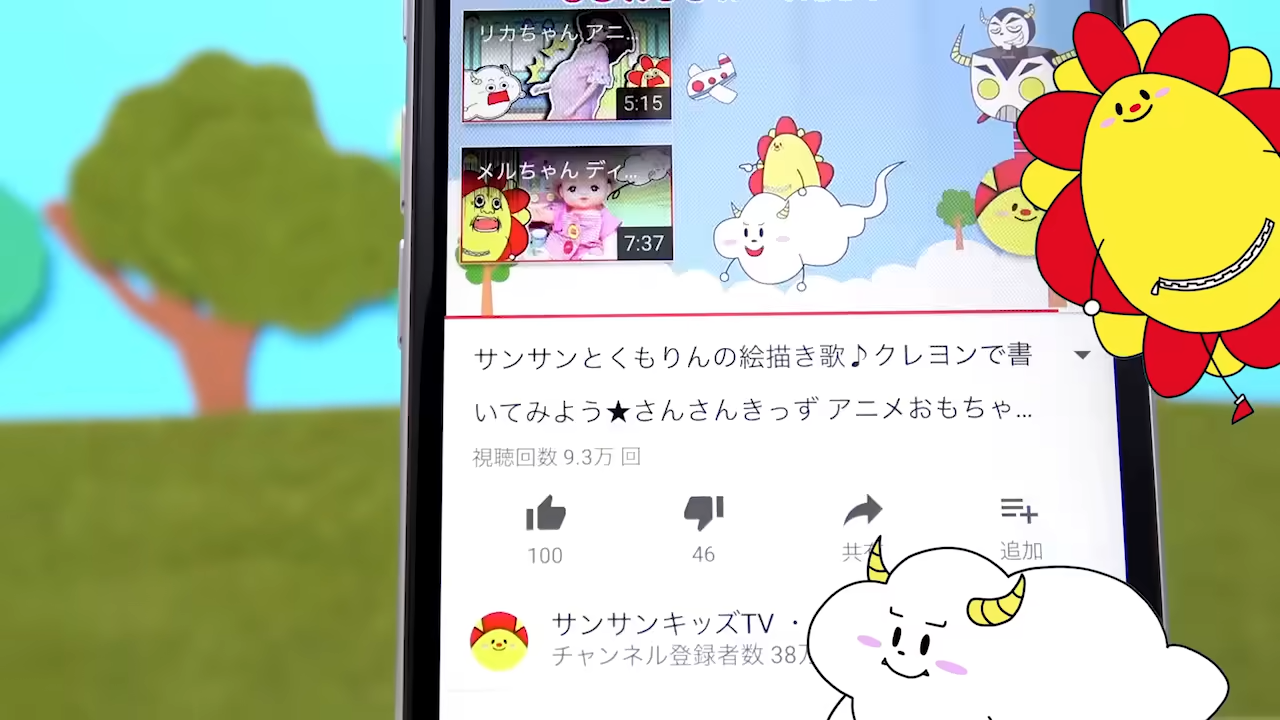 リカちゃん アニ...
5:15
メルちゃん ディ...
7:37
サンサンとくもりんの絵描き歌♪クレヨンで書
いてみよう★さんさんきっず アニメおもちゃ...
視聴回数 9.3万 回
100
46
共有
追加
サンサンキッズTV ・
チャンネル登録者数 38万